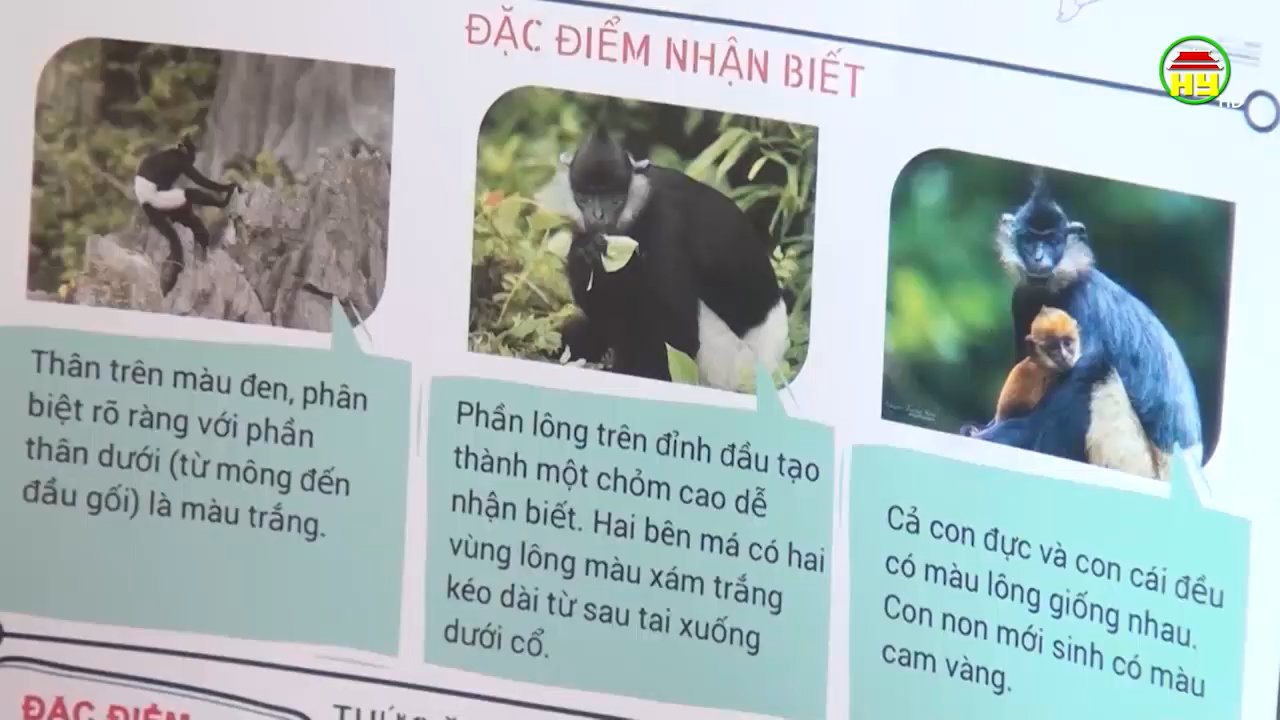 ĐẶC ĐIỂM NHẬN BIẾT
HY
HD
Thân trên màu đen, phân
biệt rõ ràng với phần
thân dưới (từ mông đến
đầu gối) là màu trắng.
Phần lông trên đỉnh đầu tạo
thành một chỏm cao dễ
nhận biết. Hai bên má có hai
vùng lông màu xám trắng
kéo dài từ sau tai xuống
dưới cổ.
Cả con đực và con cái đều
có màu lông giống nhau.
Con non mới sinh có màu
cam vàng.
ĐẶC ĐIỂM